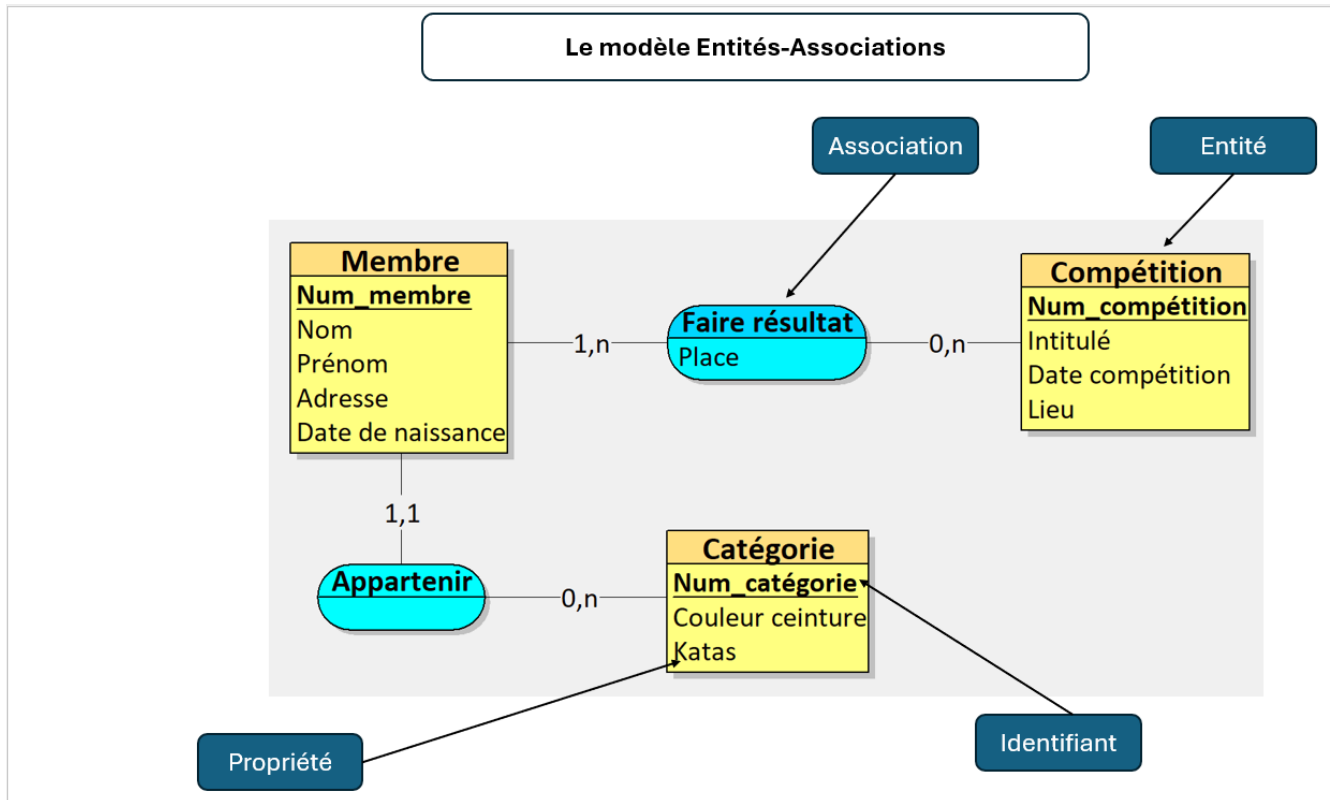 Le modèle Entités-Associations
Association
Entité
Membre
Num_membre
Nom
Prénom
Adresse
Date de naissance
1,n
Faire résultat
Place
0,n
Compétition
Num_compétition
Intitulé
Date compétition
Lieu
1,1
Appartenir
0,n
Catégorie
Num_catégorie
Couleur ceinture
Katas
Propriété
Identifiant